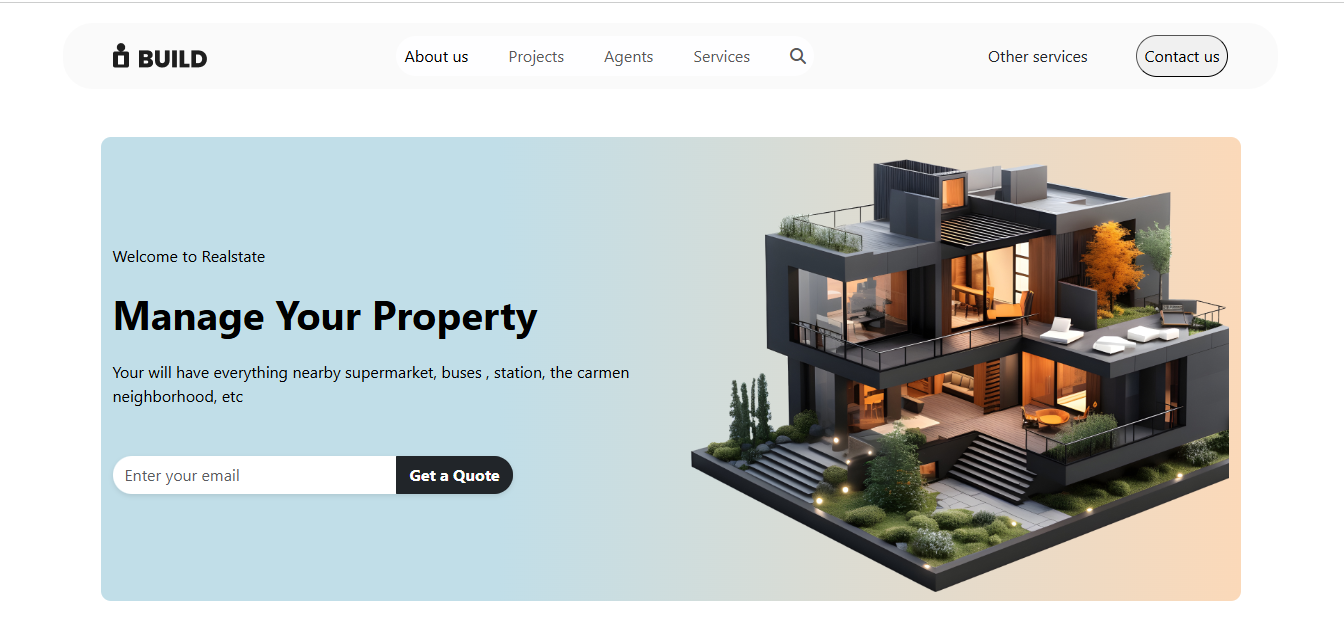 BUILD
About us
Projects
Agents
Services
Other services
Contact us
Welcome to Realstate
Manage Your Property
Your will have everything nearby supermarket, buses , station, the carmen
neighborhood, etc
Enter your email
Get a Quote